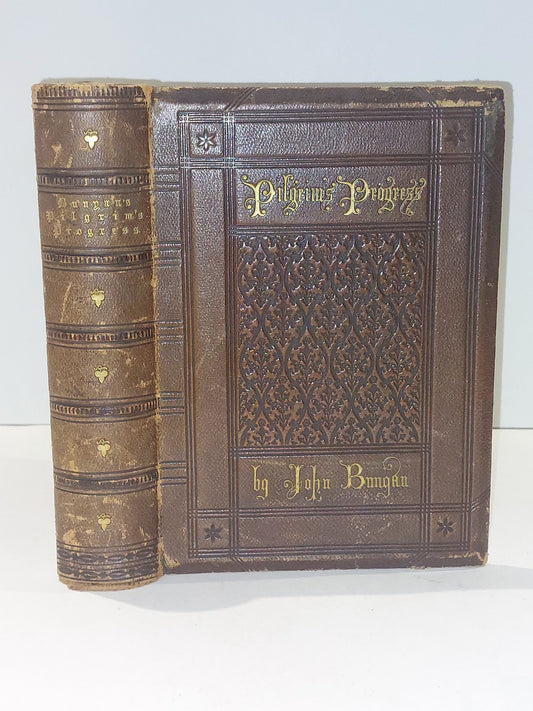 Bunyan's
Pilgrim's
Progress.
Pilgrim's Progress
by John Bunyan